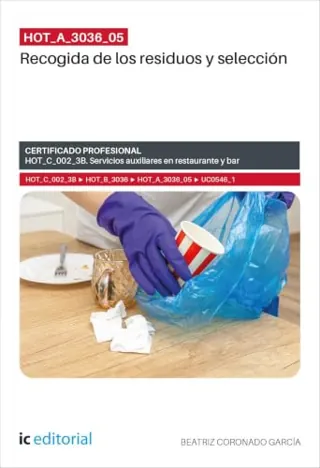 HOT_A_3036_05
Recogida de los residuos y selección
CERTIFICADO PROFESIONAL
HOT_C_002_3B. Servicios auxiliares en restaurante y bar
HOT_C_002_3B ▶ HOT_B_3036 ▶ HOT_A_3036_05 ▶ UC0546_1
ic editorial
BEATRIZ CORONADO GARCÍA